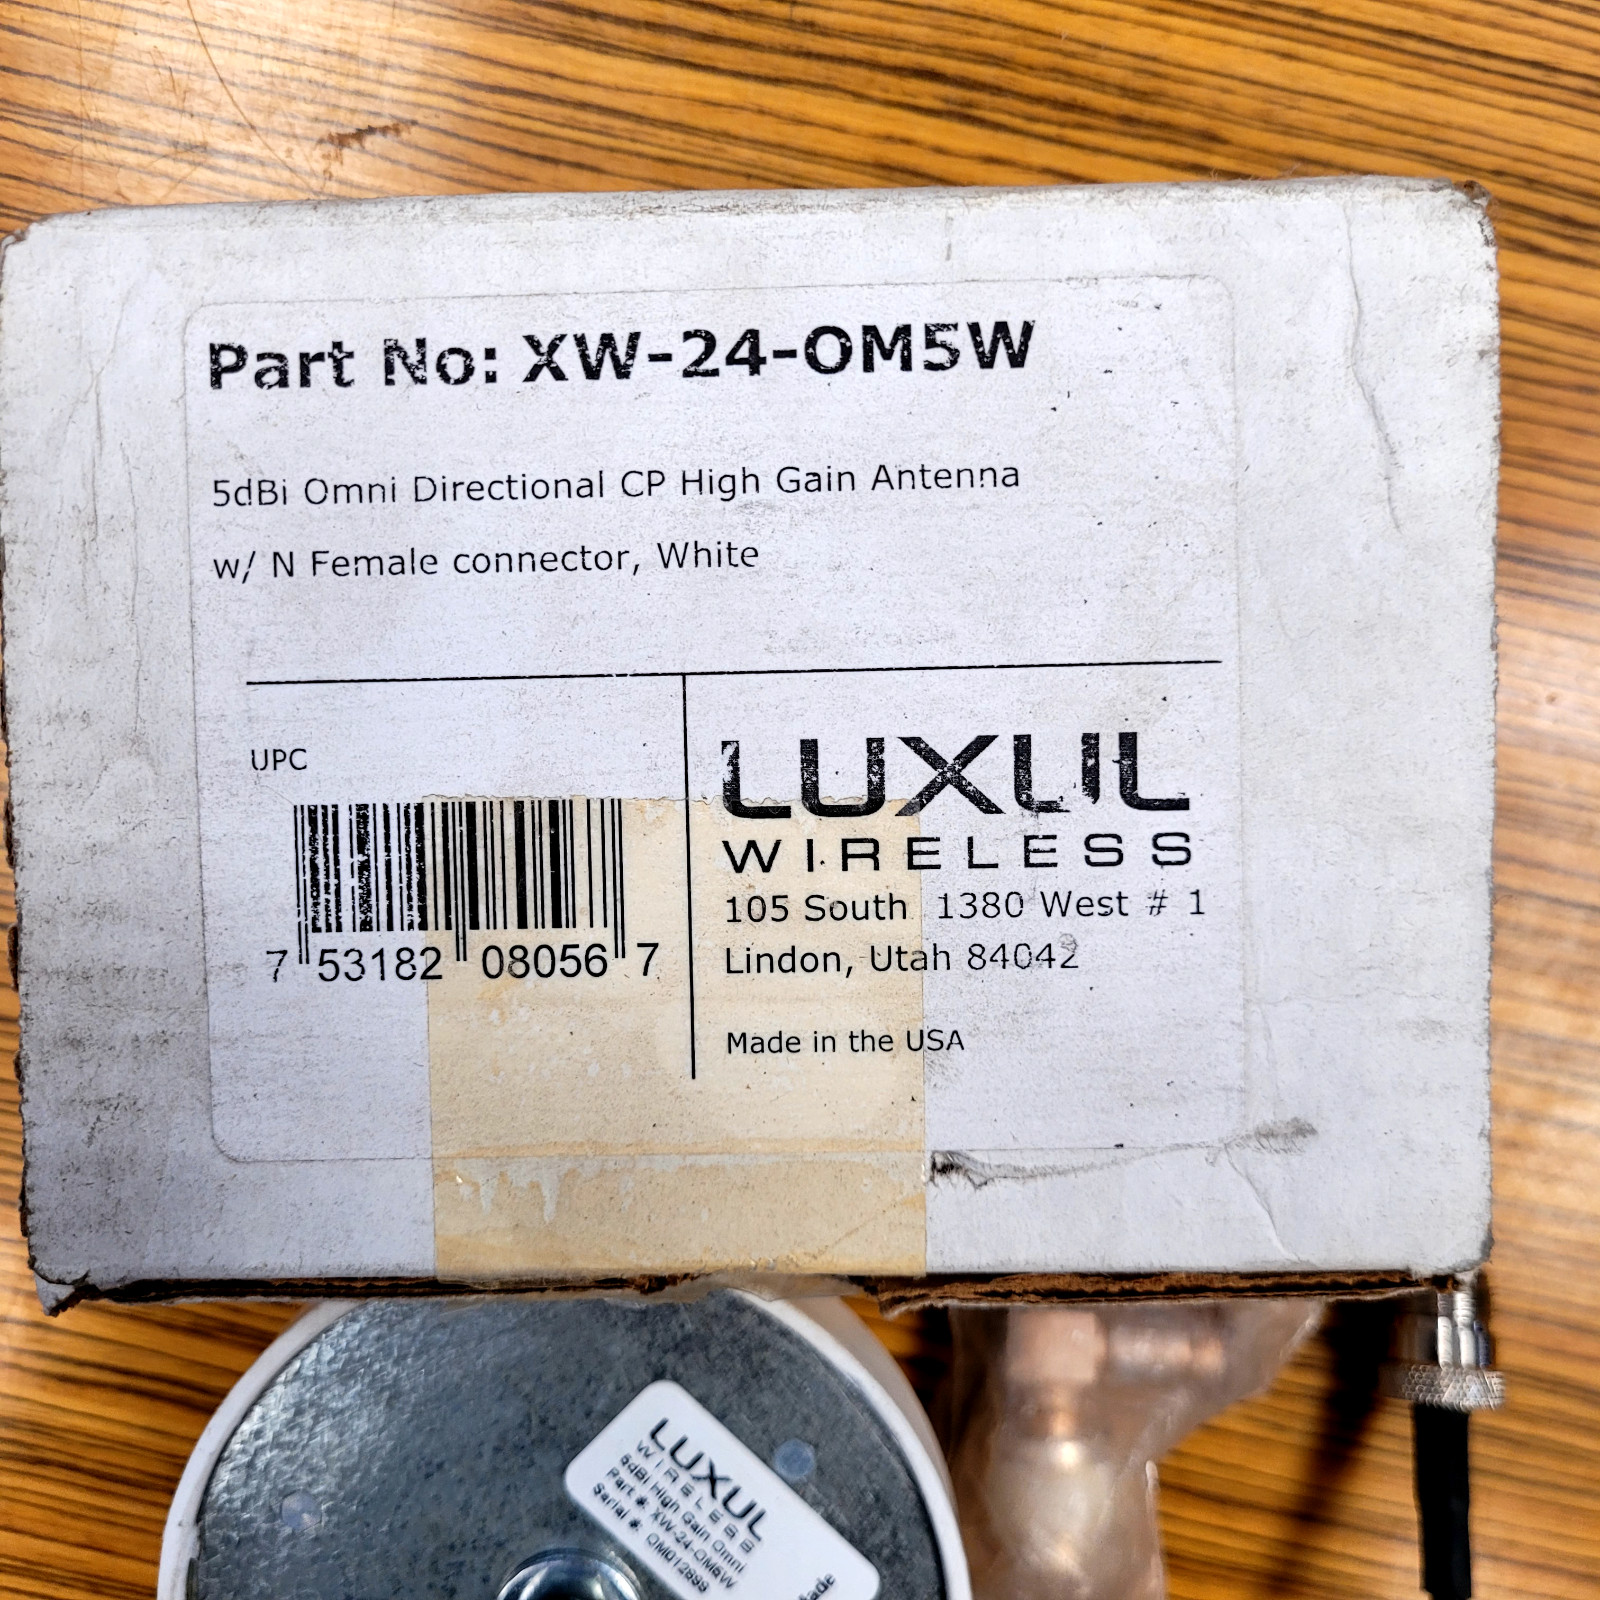 Part No: XW-24-OM5W
5dBi Omni Directional CP High Gain Antenna
w/ N Female connector, White
UPC
7 53182 08056 7
LUXUL
WIRELESS
105 South 1380 West # 1
Lindon, Utah 84042
Made in the USA
LUXUL
WIRELESS
5dBi High Gain Omni
Part #: XW-24-OM5W
Serial #: